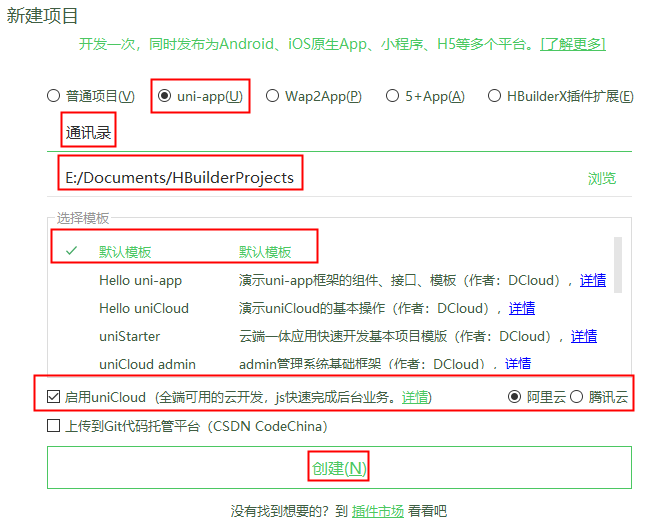 新建项目
开发一次，同时发布为Android、iOS原生App、小程序、H5等多个平台。[了解更多]
普通项目(V) uni-app(U) Wap2App(P) 5+App(A) HBuilderX插件扩展(E)
通讯录
E:/Documents/HBuilderProjects 浏览
选择模板
默认模板 默认模板
Hello uni-app 演示uni-app框架的组件、接口、模板（作者：DCloud），详情
Hello uniCloud 演示uniCloud的基本操作（作者：DCloud），详情
uniStarter 云端一体应用快速开发基本项目模版（作者：DCloud），详情
uniCloud admin admin管理系统基础框架（作者：DCloud），详情
启用uniCloud（全端可用的云开发，js快速完成后台业务。详情） 阿里云 腾讯云
上传到Git代码托管平台（CSDN CodeChina）
创建(N)
没有找到想要的？到 插件市场 看看吧